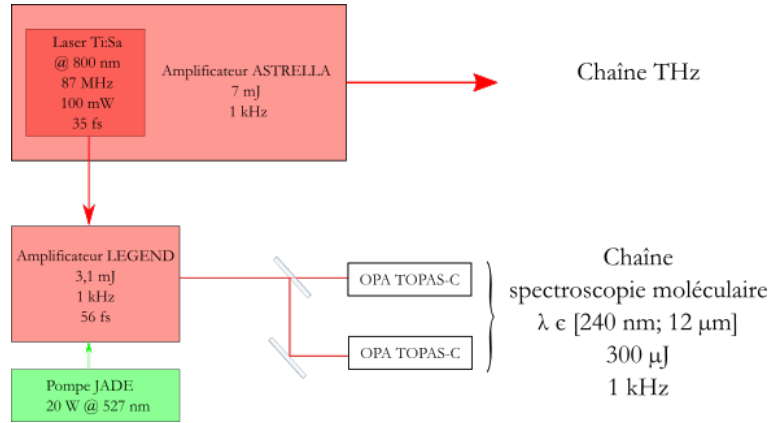 Laser Ti:Sa
@ 800 nm
87 MHz
100 mW
35 fs
Amplificateur ASTRELLA
7 mJ
1 kHz
Chaîne THz
Amplificateur LEGEND
3,1 mJ
1 kHz
56 fs
OPA TOPAS-C
OPA TOPAS-C
Chaîne
spectroscopie moléculaire
λ ϵ [240 nm; 12 μm]
300 μJ
1 kHz
Pompe JADE
20 W @ 527 nm